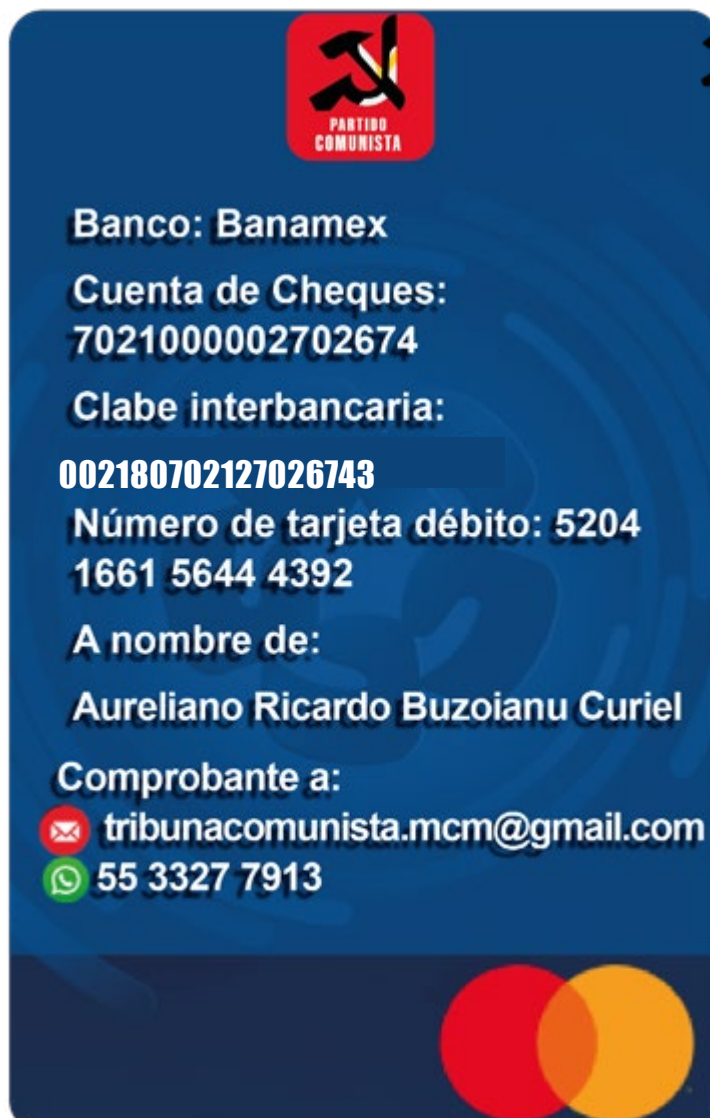 PARTIDO
COMUNISTA
Banco: Banamex
Cuenta de Cheques:
7021000002702674
Clabe interbancaria:
002180702127026743
Número de tarjeta débito: 5204
1661 5644 4392
A nombre de:
Aureliano Ricardo Buzoianu Curiel
Comprobante a:
tribunacomunista.mcm@gmail.com
55 3327 7913